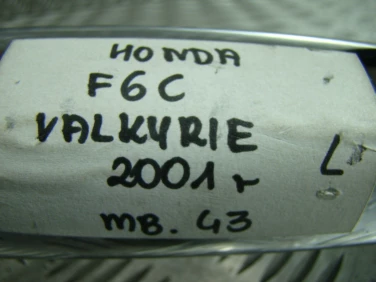 HONDA
F6C
VALKYRIE
2001 r
L
MB. 43